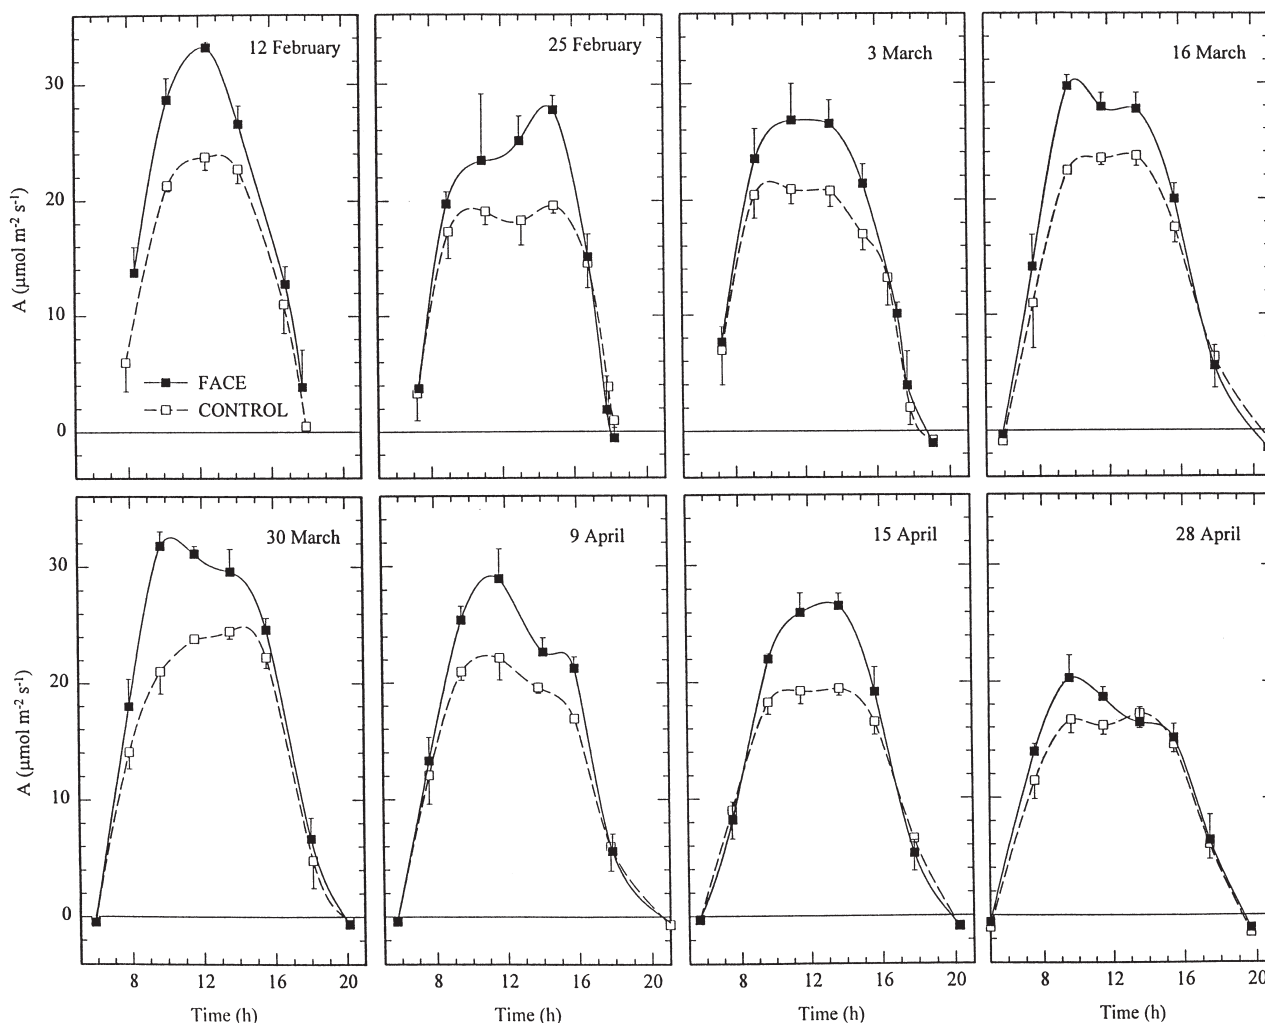 12 February
25 February
3 March
16 March
30
20
10
0
A (μmol m-2 s-1)
FACE
CONTROL
30 March
9 April
15 April
28 April
30
20
10
0
A (μmol m-2 s-1)
8 12 16 20
8 12 16 20
8 12 16 20
8 12 16 20
Time (h)
Time (h)
Time (h)
Time (h)